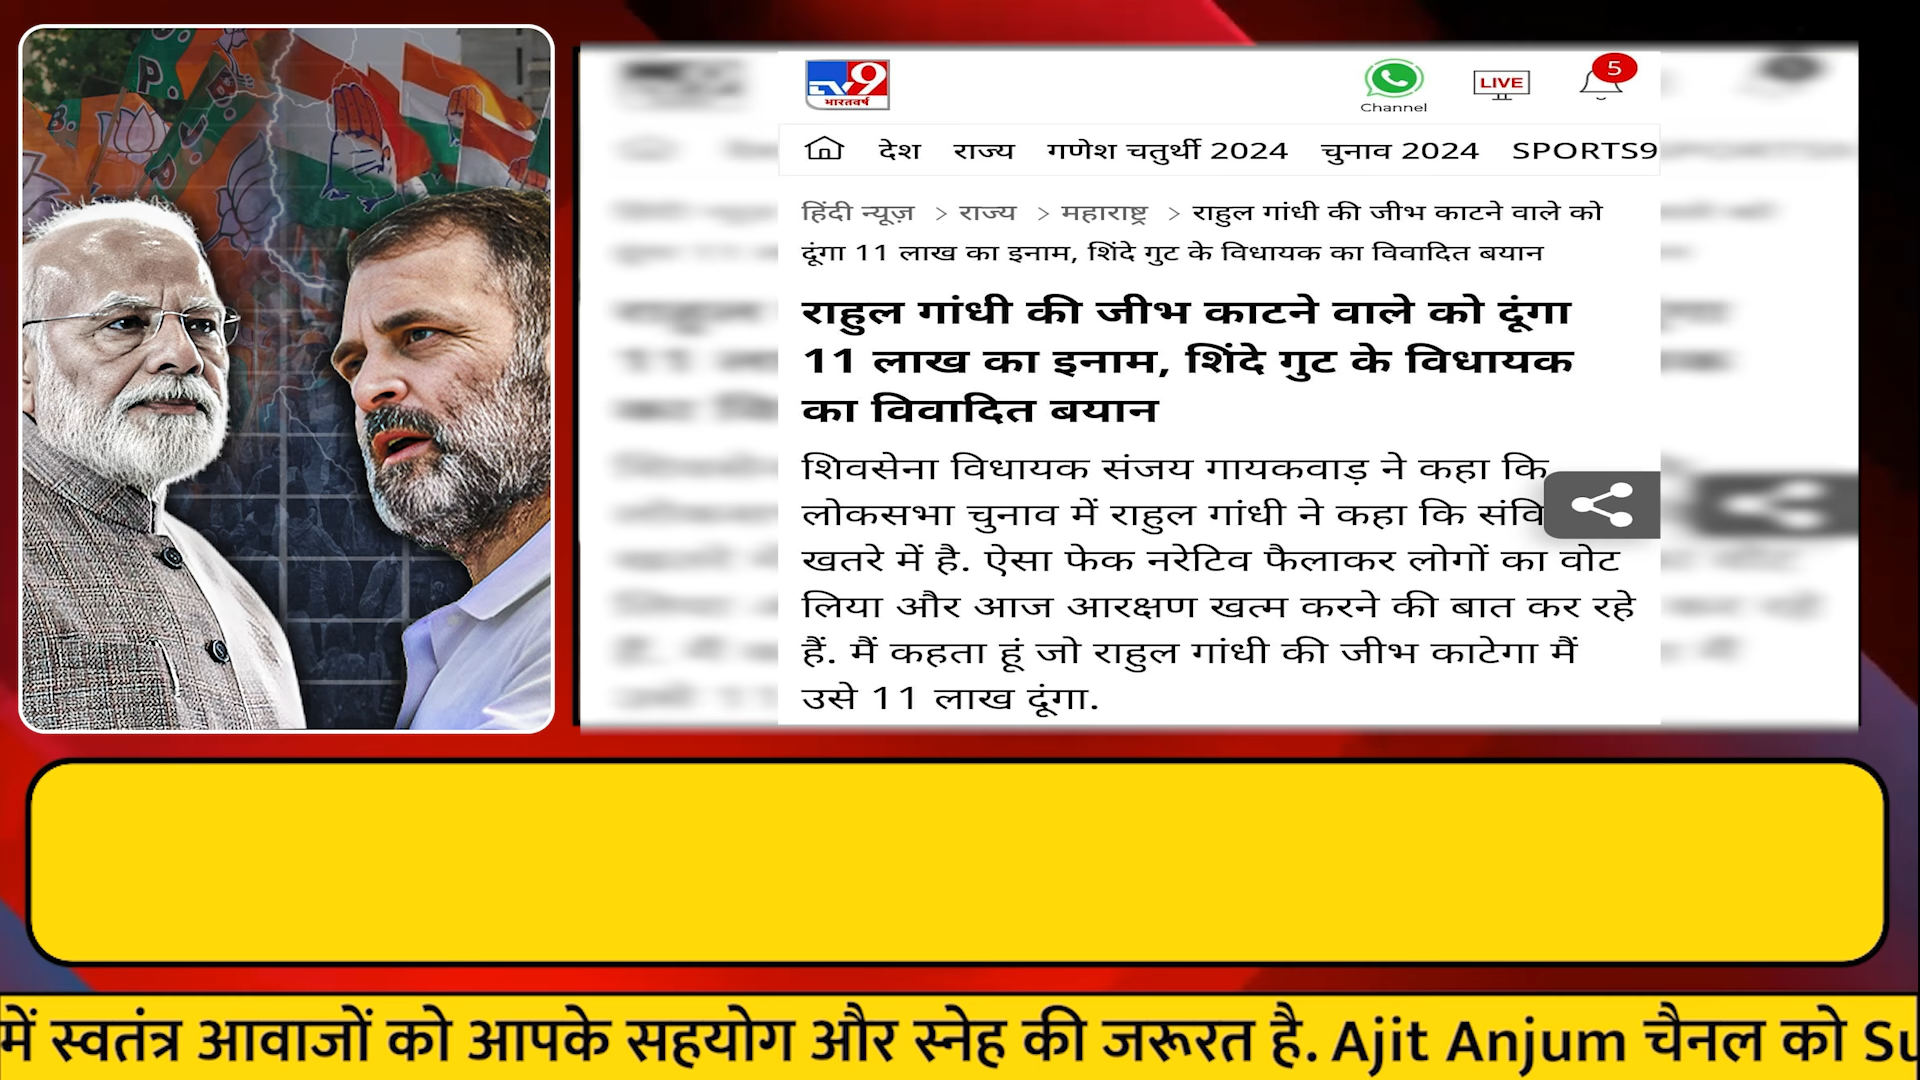 B.
J.
P.
B.
J.
P.
TV9
भारतवर्ष
Channel
LIVE
5
देश राज्य गणेश चतुर्थी 2024 चुनाव 2024 SPORTS9
हिंदी न्यूज़ > राज्य > महाराष्ट्र > राहुल गांधी की जीभ काटने वाले को
दूंगा 11 लाख का इनाम, शिंदे गुट के विधायक का विवादित बयान
राहुल गांधी की जीभ काटने वाले को दूंगा
11 लाख का इनाम, शिंदे गुट के विधायक
का विवादित बयान
शिवसेना विधायक संजय गायकवाड़ ने कहा कि
लोकसभा चुनाव में राहुल गांधी ने कहा कि संवि
खतरे में है. ऐसा फेक नरेटिव फैलाकर लोगों का वोट
लिया और आज आरक्षण खत्म करने की बात कर रहे
हैं. मैं कहता हूं जो राहुल गांधी की जीभ काटेगा मैं
उसे 11 लाख दूंगा.
में स्वतंत्र आवाजों को आपके सहयोग और स्नेह की जरूरत है. Ajit Anjum चैनल को Su